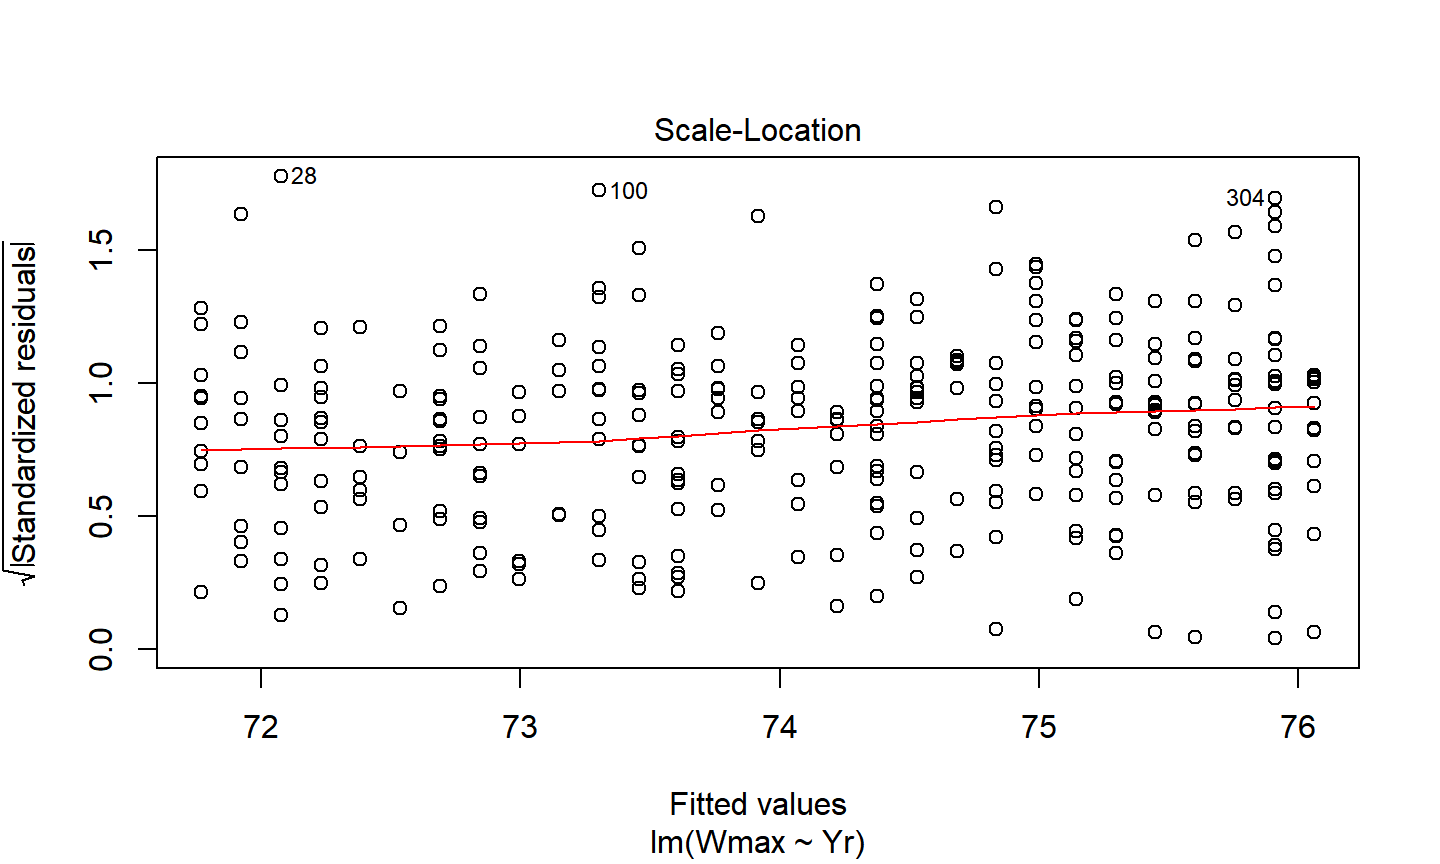 Scale-Location
√|Standardized residuals|
1.5
1.0
0.5
0.0
28
100
304
72 73 74 75 76
Fitted values
lm(Wmax ~ Yr)